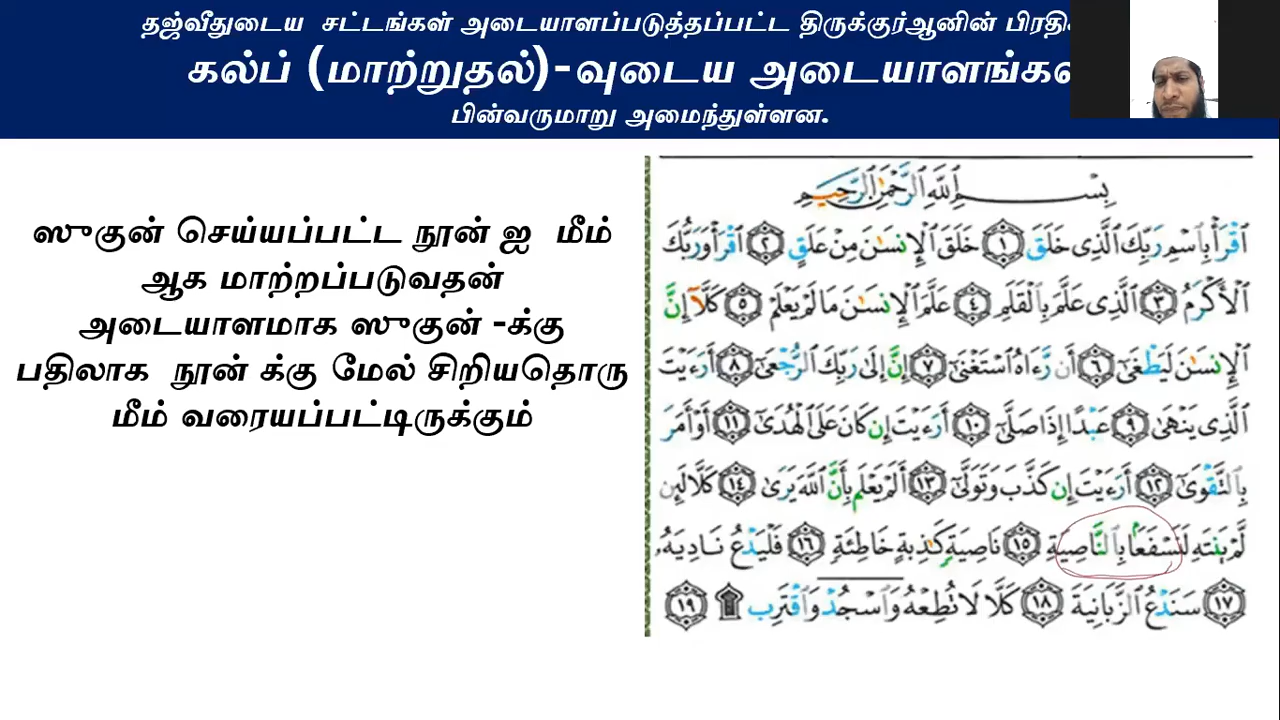 தஜ்வீதுடைய சட்டங்கள் அடையாளப்படுத்தப்பட்ட திருக்குர்ஆனின்
கல்ப் (மாற்றுதல்)-வுடைய
பின்வருமாறு அமைந்துள்ளன.
ஸுகுன் செய்யப்பட்ட நூன் ஐ மீம்
ஆக மாற்றப்படுவதன்
அடையாளமாக ஸுகுன் -க்கு
பதிலாக நூன் க்கு மேல் சிறியதொரு
மீம் வரையப்பட்டிருக்கும்
بِسْمِ ٱللَّهِ ٱلرَّحْمَٰنِ ٱلرَّحِيمِ
ٱقْرَأْ بِٱسْمِ رَبِّكَ ٱلَّذِى خَلَقَ ١ خَلَقَ ٱلْإِنسَٰنَ مِنْ عَلَقٍ ٢ ٱقْرَأْ وَرَبُّكَ
ٱلْأَكْرَمُ ٣ ٱلَّذِى عَلَّمَ بِٱلْقَلَمِ ٤ عَلَّمَ ٱلْإِنسَٰنَ مَا لَمْ يَعْلَمْ ٥ كَلَّآ إِنَّ
ٱلْإِنسَٰنَ لَيَطْغَىٰٓ ٦ أَن رَّءَاهُ ٱسْتَغْنَىٰٓ ٧ إِنَّ إِلَىٰ رَبِّكَ ٱلرُّجْعَىٰٓ ٨ أَرَءَيْتَ
ٱلَّذِى يَنْهَىٰ ٩ عَبْدًا إِذَا صَلَّىٰٓ ١٠ أَرَءَيْتَ إِن كَانَ عَلَى ٱلْهُدَىٰٓ ١١ أَوْ أَمَرَ
بِٱلتَّقْوَىٰٓ ١٢ أَرَءَيْتَ إِن كَذَّبَ وَتَوَلَّىٰٓ ١٣ أَلَمْ يَعْلَم بِأَنَّ ٱللَّهَ يَرَىٰ ١٤ كَلَّا لَئِن
لَّمْ يَنتَهِ لَنَسْفَعًۢا بِٱلنَّاصِيَةِ ١٥ نَاصِيَةٍ كَٰذِبَةٍ خَاطِئَةٍ ١٦ فَلْيَدْعُ نَادِيَهُۥ
١٧ سَنَدْعُ ٱلزَّبَانِيَةَ ١٨ كَلَّا لَا تُطِعْهُ وَٱسْجُدْ وَٱقْتَرِب ۩ ١٩